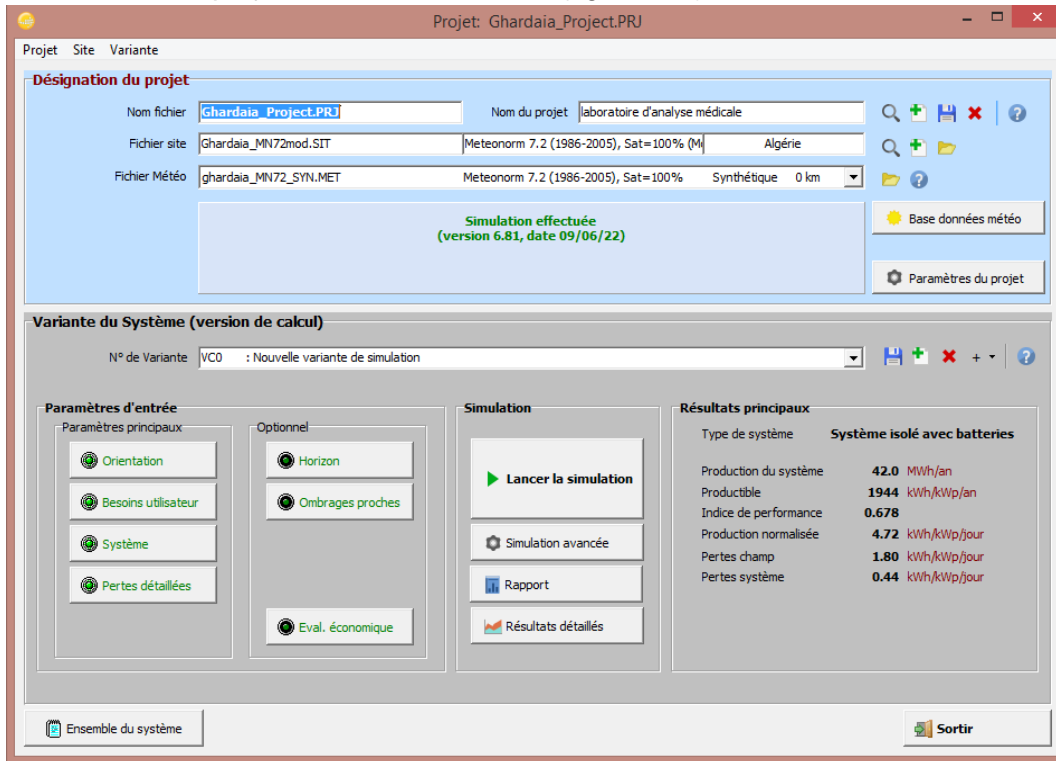 Projet: Ghardaia_Project.PRJ
Projet Site Variante
Désignation du projet
Nom fichier Ghardaia_Project.PRJ Nom du projet laboratoire d'analyse médicale
Fichier site Ghardaia_MN72mod.SIT Meteonorm 7.2 (1986-2005), Sat=100% (M Algérie
Fichier Météo ghardaia_MN72_SYN.MET Meteonorm 7.2 (1986-2005), Sat=100% Synthétique 0 km
Simulation effectuée
(version 6.81, date 09/06/22)
Base données météo
Paramètres du projet
Variante du Système (version de calcul)
N° de Variante VC0 : Nouvelle variante de simulation
Paramètres d'entrée
Paramètres principaux
Orientation
Besoins utilisateur
Système
Pertes détaillées
Optionnel
Horizon
Ombrages proches
Eval. économique
Simulation
Lancer la simulation
Simulation avancée
Rapport
Résultats détaillés
Résultats principaux
Type de système Système isolé avec batteries
Production du système 42.0 MWh/an
Productible 1944 kWh/kWp/an
Indice de performance 0.678
Production normalisée 4.72 kWh/kWp/jour
Pertes champ 1.80 kWh/kWp/jour
Pertes système 0.44 kWh/kWp/jour
Ensemble du système
Sortir